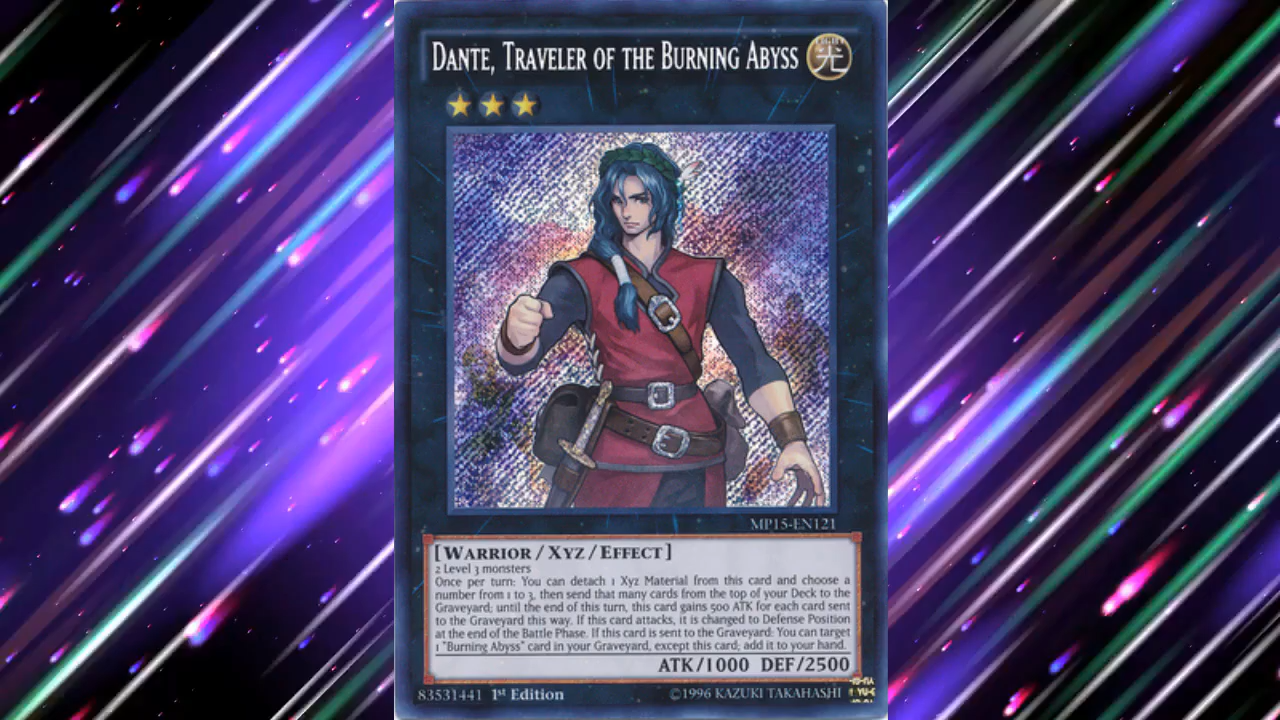 DANTE, TRAVELER OF THE BURNING ABYSS
光
MP15-EN121
[WARRIOR/XYZ/EFFECT]
2 Level 3 monsters
Once per turn: You can detach 1 Xyz Material from this card and choose a
number from 1 to 3, then send that many cards from the top of your Deck to the
Graveyard; until the end of this turn, this card gains 500 ATK for each card sent
to the Graveyard this way. If this card attacks, it is changed to Defense Position
at the end of the Battle Phase. If this card is sent to the Graveyard: You can target
1 "Burning Abyss" card in your Graveyard, except this card; add it to your hand.
ATK/1000 DEF/2500
83531441 1st Edition ©1996 KAZUKI TAKAHASHI